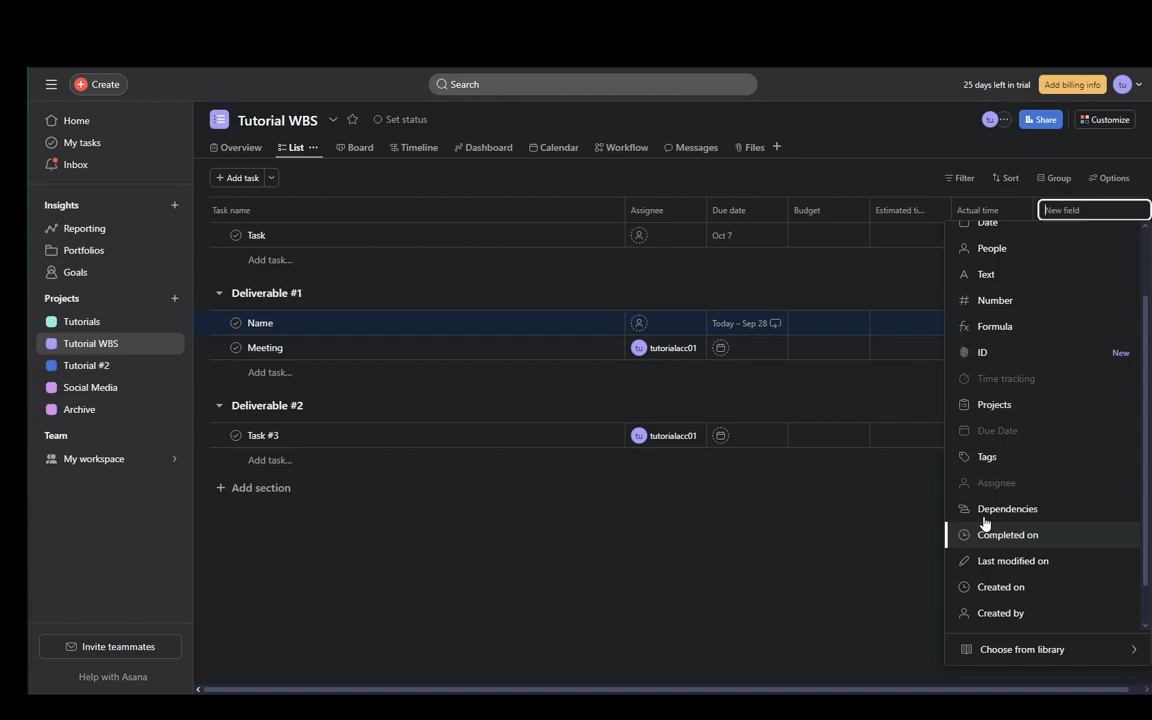 Create
Search
25 days left in trial
Add billing info
tu
Home
My tasks
Inbox
Insights
Reporting
Portfolios
Goals
Projects
Tutorials
Tutorial WBS
Tutorial #2
Social Media
Archive
Team
My workspace
Invite teammates
Help with Asana
Tutorial WBS
Set status
tu
Share
Customize
Overview
List
Board
Timeline
Dashboard
Calendar
Workflow
Messages
Files
Add task
Filter
Sort
Group
Options
Task name
Assignee
Due date
Budget
Estimated ti...
Actual time
New field
Task
Oct 7
Add task...
Deliverable #1
Name
Today – Sep 28
Meeting
tu tutorialacc01
Add task...
Deliverable #2
Task #3
tu tutorialacc01
Add task...
Add section
Date
People
Text
Number
Formula
ID
New
Time tracking
Projects
Due Date
Tags
Assignee
Dependencies
Completed on
Last modified on
Created on
Created by
Choose from library